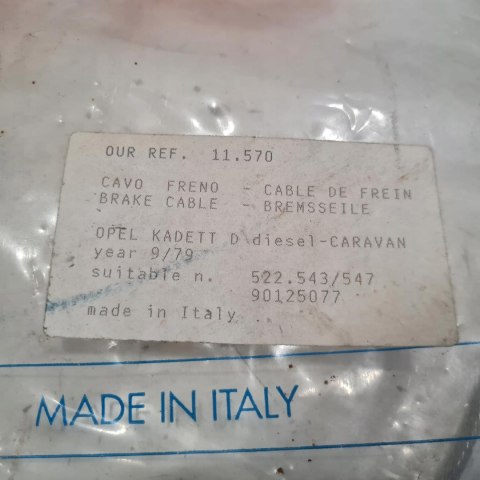 OUR REF. 11.570
CAVO FRENO - CABLE DE FREIN
BRAKE CABLE - BREMSSEILE
OPEL KADETT D diesel-CARAVAN
year 9/79
suitable n. 522.543/547
90125077
made in Italy
MADE IN ITALY